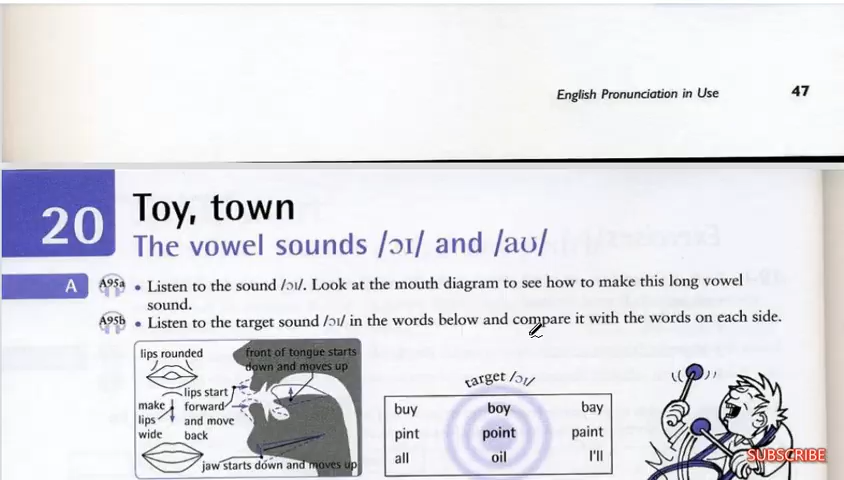 English Pronunciation in Use 47
20
Toy, town
The vowel sounds /ɔɪ/ and /aʊ/
A
A95a • Listen to the sound /ɔɪ/. Look at the mouth diagram to see how to make this long vowel
sound.
A95b • Listen to the target sound /ɔɪ/ in the words below and compare it with the words on each side.
lips rounded
front of tongue starts
down and moves up
lips start
forward
and move
back
make
lips
wide
jaw starts down and moves up
target /ɔɪ/
buy boy bay
pint point paint
all oil I'll
SUBSCRIBE